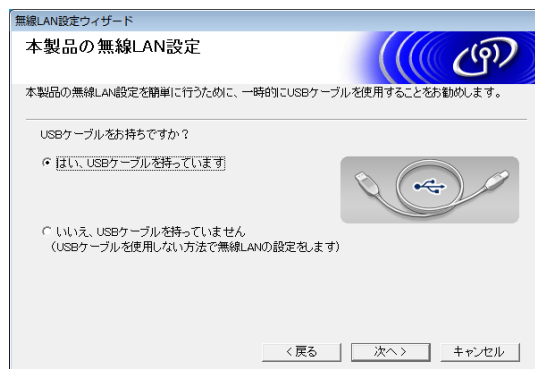 無線LAN設定ウィザード
本製品の無線LAN設定
本製品の無線LAN設定を簡単に行うために、一時的にUSBケーブルを使用することをお勧めします。
USBケーブルをお持ちですか？
はい、USBケーブルを持っています
いいえ、USBケーブルを持っていません
（USBケーブルを使用しない方法で無線LANの設定をします）
＜戻る 次へ＞ キャンセル